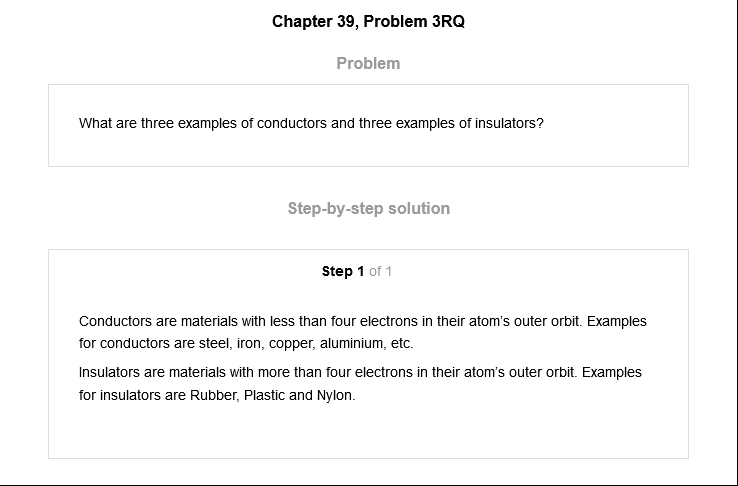 Chapter 39, Problem 3RQ
Problem
What are three examples of conductors and three examples of insulators?
Step-by-step solution
Step 1 of 1
Conductors are materials with less than four electrons in their atom's outer orbit. Examples
for conductors are steel, iron, copper, aluminium, etc.
Insulators are materials with more than four electrons in their atom's outer orbit. Examples
for insulators are Rubber, Plastic and Nylon.